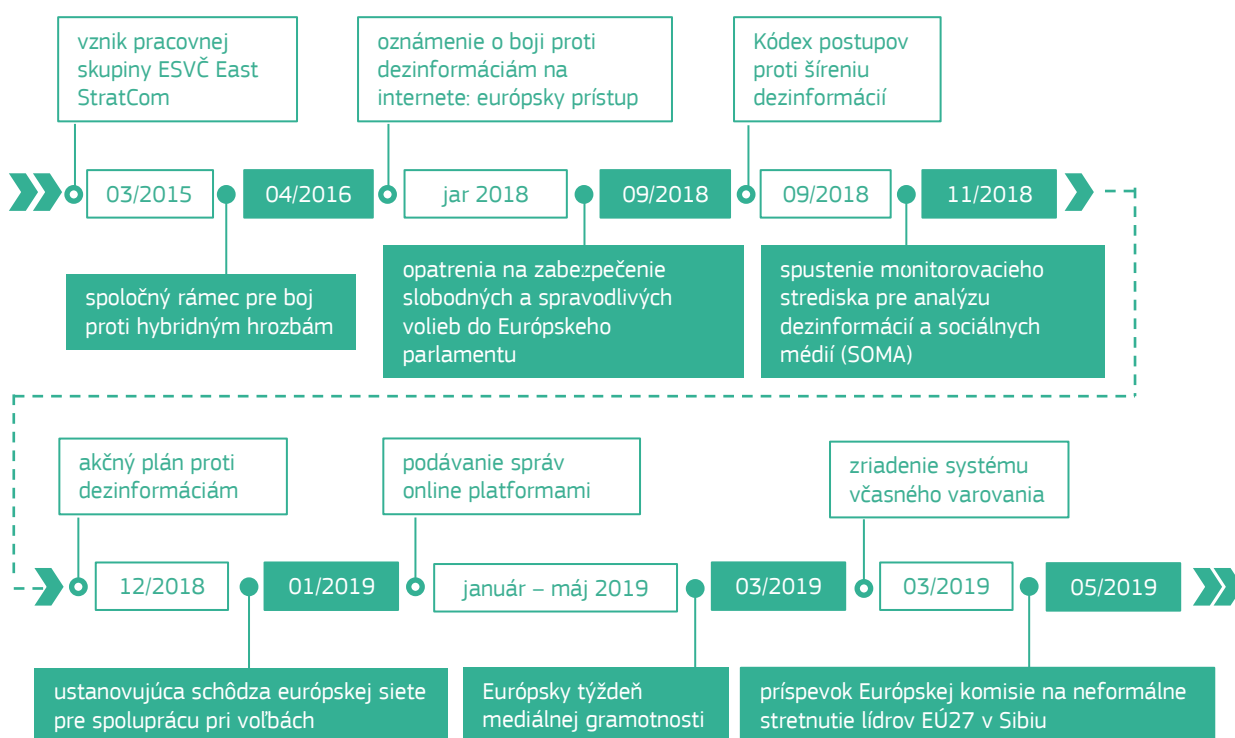 vznik pracovnej
skupiny ESVČ East
StratCom
oznámenie o boji proti
dezinformáciám na
internete: európsky prístup
Kódex postupov
proti šíreniu
dezinformácií
03/2015
04/2016
jar 2018
09/2018
09/2018
11/2018
spoločný rámec pre boj
proti hybridným hrozbám
opatrenia na zabezpečenie
slobodných a spravodlivých
volieb do Európskeho
parlamentu
spustenie monitorovacieho
strediska pre analýzu
dezinformácií a sociálnych
médií (SOMA)
akčný plán proti
dezinformáciám
podávanie správ
online platformami
zriadenie systému
včasného varovania
12/2018
01/2019
január – máj 2019
03/2019
03/2019
05/2019
ustanovujúca schôdza európskej siete
pre spoluprácu pri voľbách
Európsky týždeň
mediálnej gramotnosti
príspevok Európskej komisie na neformálne
stretnutie lídrov EÚ27 v Sibiu